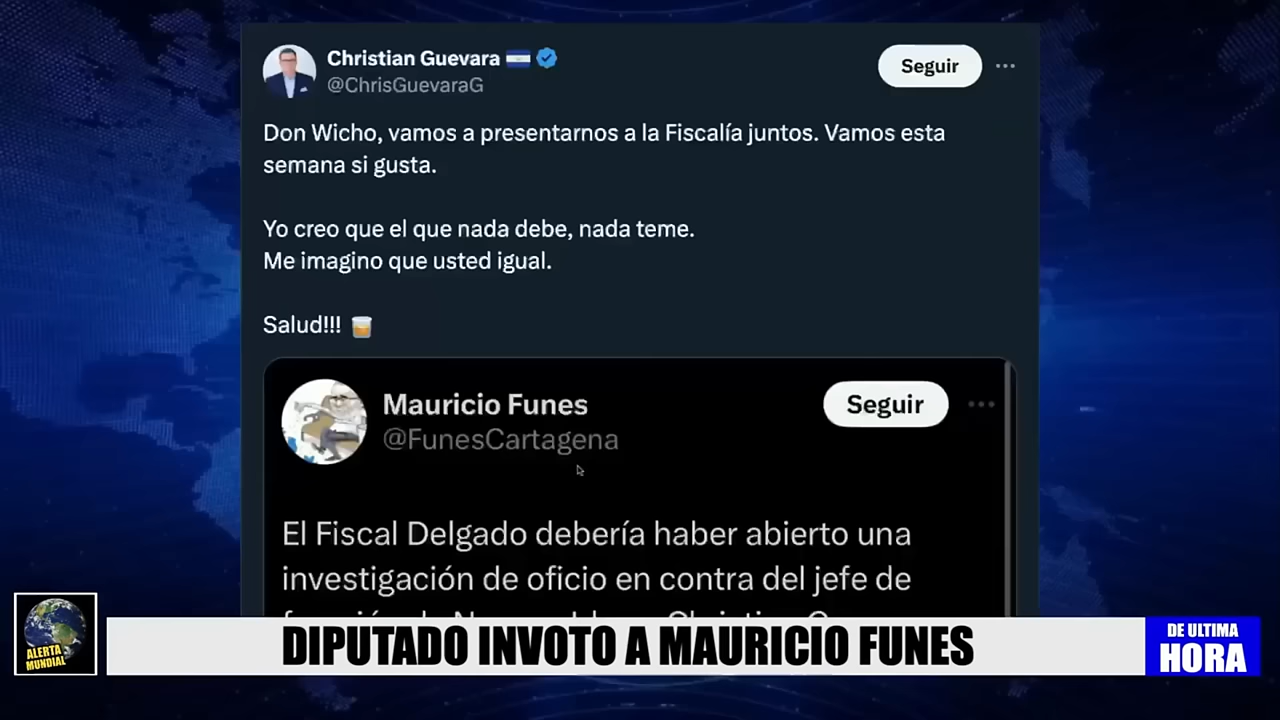 Christian Guevara
@ChrisGuevaraG
Seguir
Don Wicho, vamos a presentarnos a la Fiscalía juntos. Vamos esta
semana si gusta.
Yo creo que el que nada debe, nada teme.
Me imagino que usted igual.
Salud!!!
Mauricio Funes
@FunesCartagena
Seguir
El Fiscal Delgado debería haber abierto una
investigación de oficio en contra del jefe de
ALERTA
MUNDIAL
DIPUTADO INVOTO A MAURICIO FUNES
DE ULTIMA
HORA